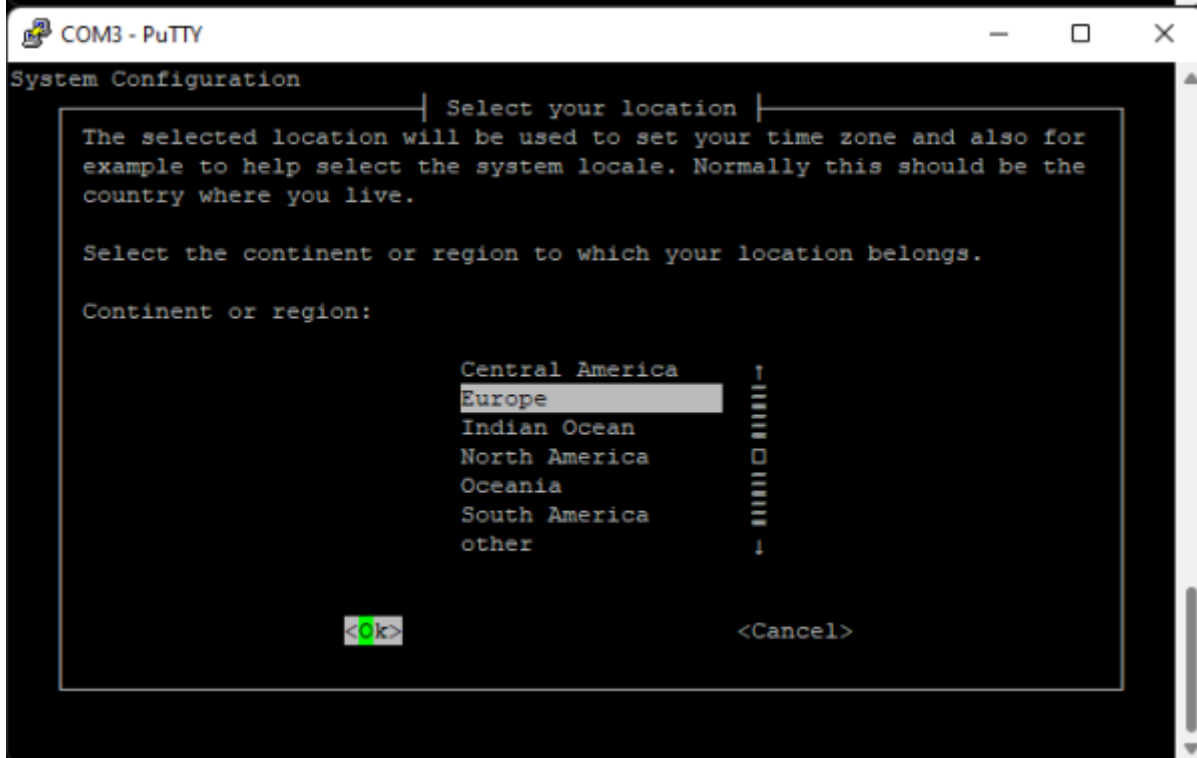 COM3 - PuTTY
System Configuration
Select your location
The selected location will be used to set your time zone and also for
example to help select the system locale. Normally this should be the
country where you live.
Select the continent or region to which your location belongs.
Continent or region:
Central America
Europe
Indian Ocean
North America
Oceania
South America
other
<Ok> <Cancel>